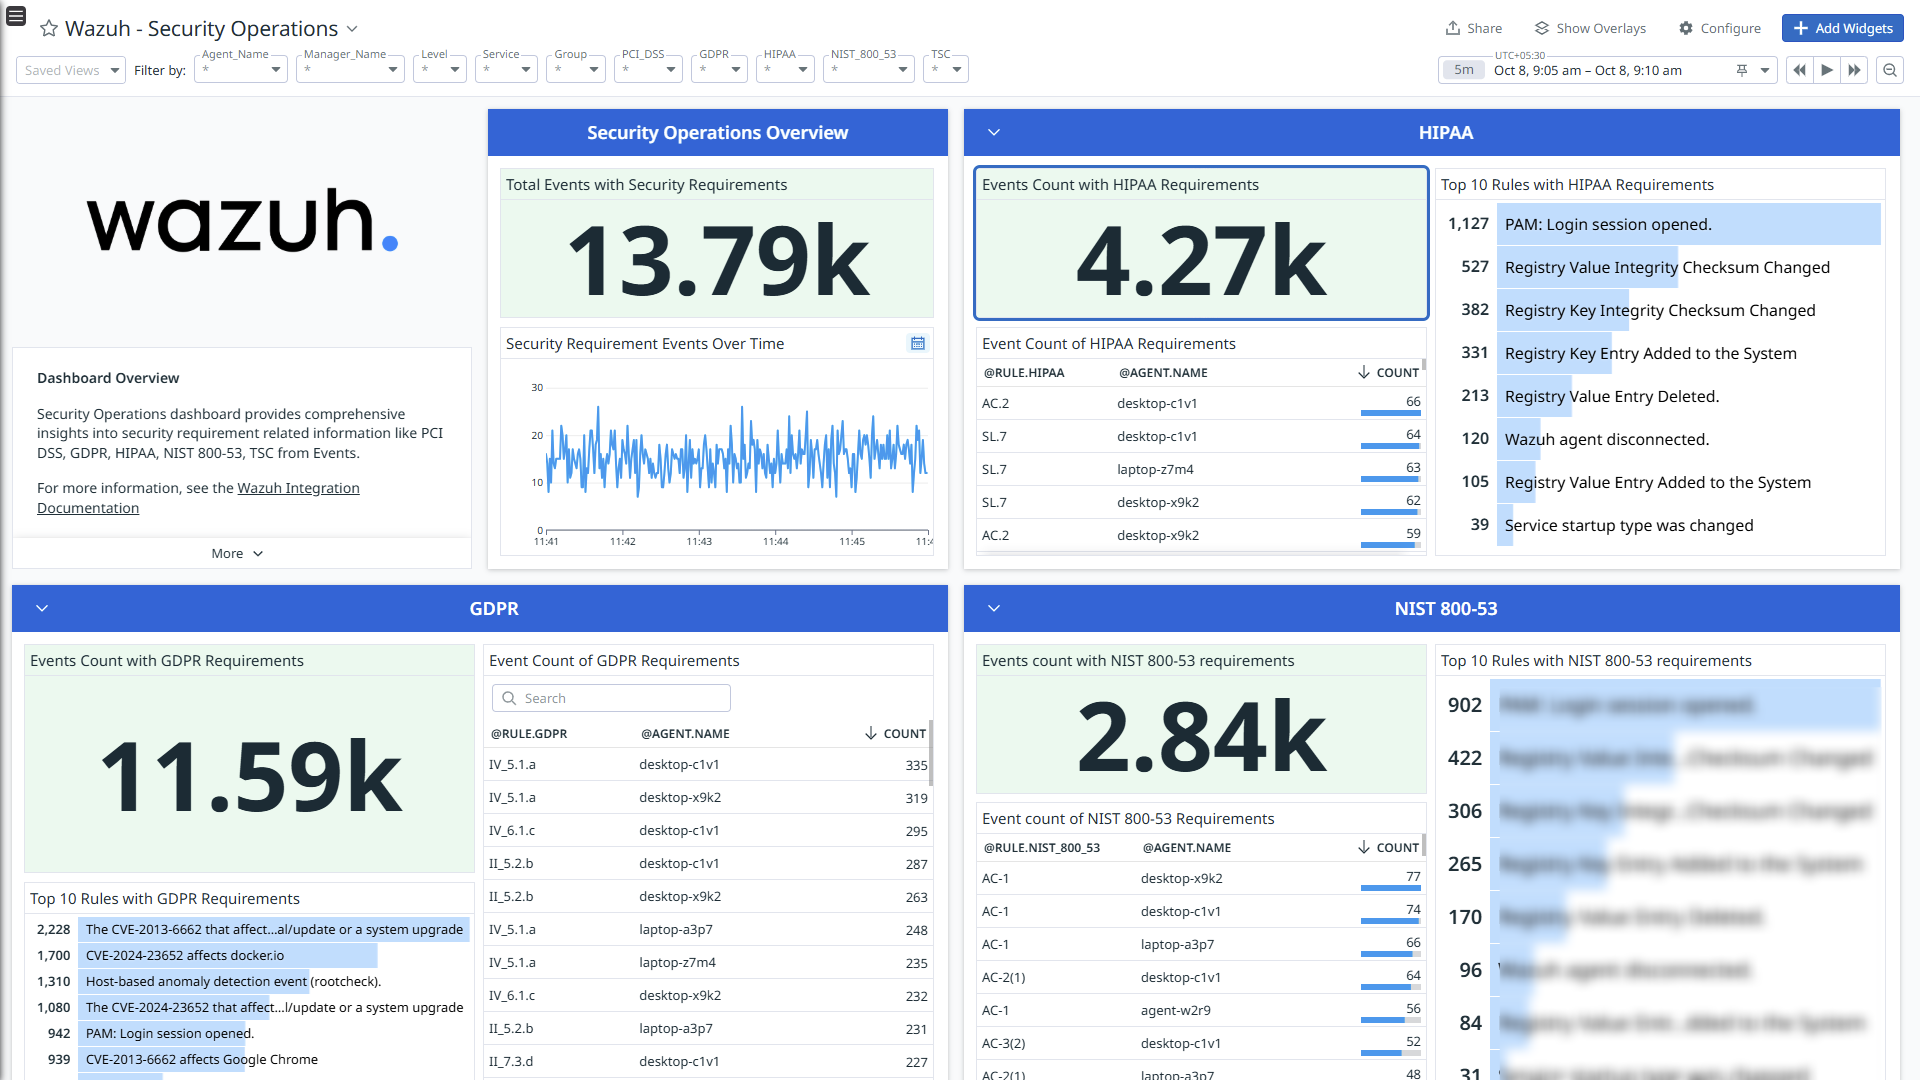 Wazuh - Security Operations
Share
Show Overlays
Configure
Add Widgets
Saved Views
Filter by:
Agent_Name
*
Manager_Name
*
Level
*
Service
*
Group
*
PCI_DSS
*
GDPR
*
HIPAA
*
NIST_800_53
*
TSC
*
UTC+05:30
5m
Oct 8, 9:05 am – Oct 8, 9:10 am
wazuh.
Dashboard Overview
Security Operations dashboard provides comprehensive
insights into security requirement related information like PCI
DSS, GDPR, HIPAA, NIST 800-53, TSC from Events.
For more information, see the Wazuh Integration
Documentation
More
Security Operations Overview
Total Events with Security Requirements
13.79k
Security Requirement Events Over Time
30
20
10
0
11:41
11:42
11:43
11:44
11:45
HIPAA
Events Count with HIPAA Requirements
4.27k
Event Count of HIPAA Requirements
@RULE.HIPAA @AGENT.NAME COUNT
AC.2 desktop-c1v1 66
SL.7 desktop-c1v1 64
SL.7 laptop-z7m4 63
SL.7 desktop-x9k2 62
AC.2 desktop-x9k2 59
Top 10 Rules with HIPAA Requirements
1,127 PAM: Login session opened.
527 Registry Value Integrity Checksum Changed
382 Registry Key Integrity Checksum Changed
331 Registry Key Entry Added to the System
213 Registry Value Entry Deleted.
120 Wazuh agent disconnected.
105 Registry Value Entry Added to the System
39 Service startup type was changed
GDPR
Events Count with GDPR Requirements
11.59k
Top 10 Rules with GDPR Requirements
2,228 The CVE-2013-6662 that affect...al/update or a system upgrade
1,700 CVE-2024-23652 affects docker.io
1,310 Host-based anomaly detection event (rootcheck).
1,080 The CVE-2024-23652 that affect...l/update or a system upgrade
942 PAM: Login session opened.
939 CVE-2013-6662 affects Google Chrome
Event Count of GDPR Requirements
Search
@RULE.GDPR @AGENT.NAME COUNT
IV_5.1.a desktop-c1v1 335
IV_5.1.a desktop-x9k2 319
IV_6.1.c desktop-c1v1 295
II_5.2.b desktop-c1v1 287
II_5.2.b desktop-x9k2 263
IV_5.1.a laptop-a3p7 248
IV_5.1.a laptop-z7m4 235
IV_6.1.c desktop-x9k2 232
II_5.2.b laptop-a3p7 231
II_7.3.d desktop-c1v1 227
NIST 800-53
Events count with NIST 800-53 requirements
2.84k
Event count of NIST 800-53 Requirements
@RULE.NIST_800_53 @AGENT.NAME COUNT
AC-1 desktop-x9k2 77
AC-1 desktop-c1v1 74
AC-1 laptop-a3p7 66
AC-2(1) desktop-c1v1 64
AC-1 agent-w2r9 56
AC-3(2) desktop-c1v1 52
AC-2(1) laptop-a3p7 48
Top 10 Rules with NIST 800-53 requirements
902
422
306
265
170
96
84
31